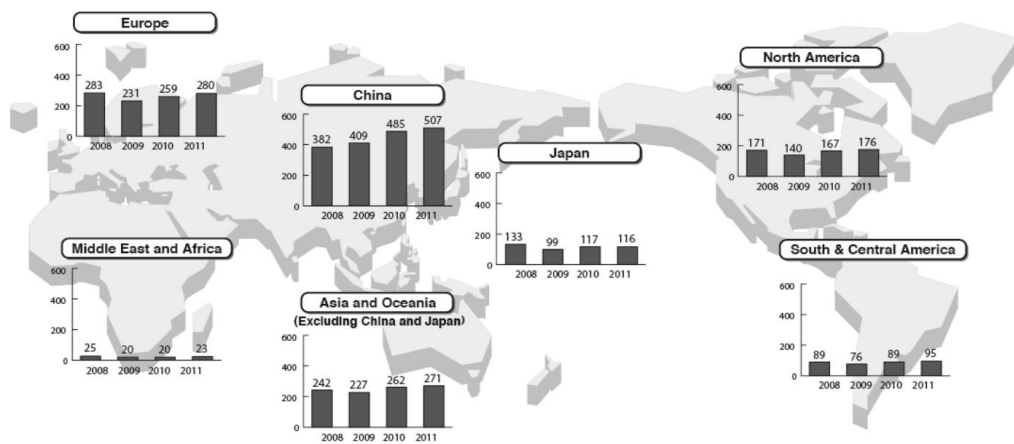 Europe
600
400
200
0
283 231 259 280
2008 2009 2010 2011
China
600
400
200
0
382 409 485 507
2008 2009 2010 2011
Japan
600
400
200
0
133 99 117 116
2008 2009 2010 2011
North America
600
400
200
0
171 140 167 176
2008 2009 2010 2011
Middle East and Africa
600
400
200
0
25 20 20 23
2008 2009 2010 2011
Asia and Oceania
(Excluding China and Japan)
600
400
200
0
242 227 262 271
2008 2009 2010 2011
South & Central America
600
400
200
0
89 76 89 95
2008 2009 2010 2011